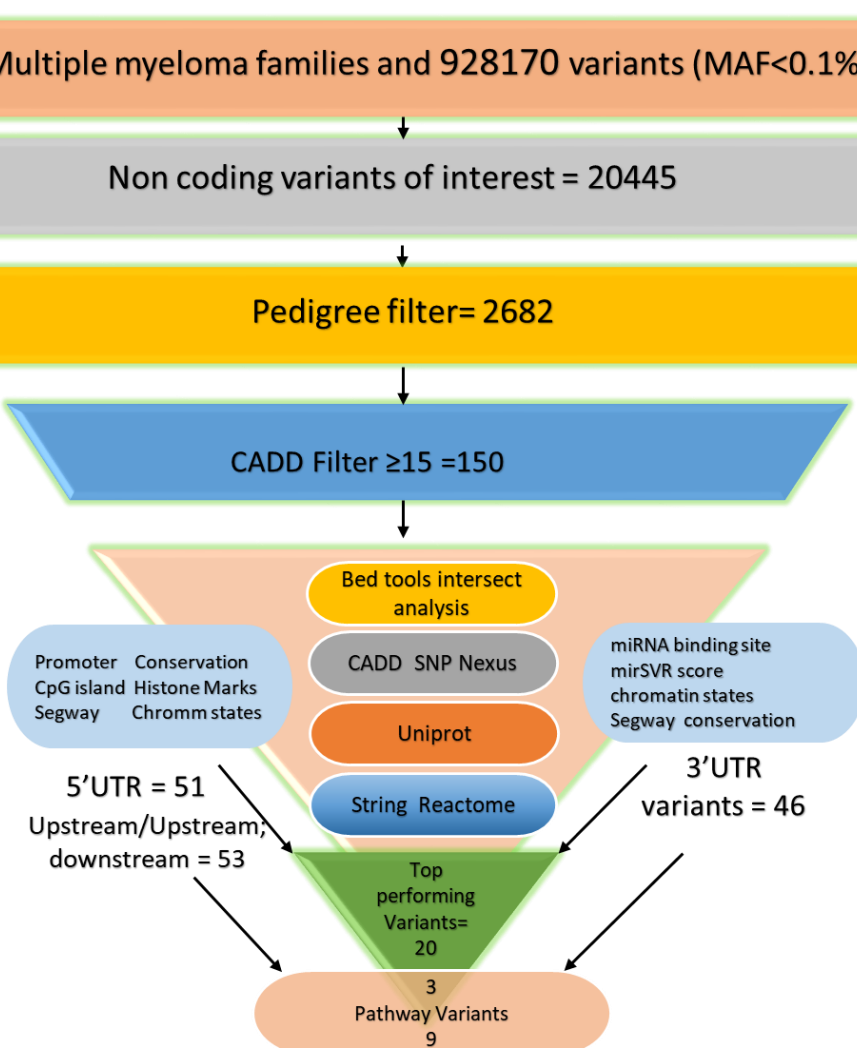 Multiple myeloma families and 928170 variants (MAF<0.1%
Non coding variants of interest = 20445
Pedigree filter= 2682
CADD Filter ≥15 =150
Bed tools intersect
analysis
CADD SNP Nexus
Uniprot
String Reactome
Promoter Conservation
CpG island Histone Marks
Segway Chromm states
miRNA binding site
mirSVR score
chromatin states
Segway conservation
5’UTR = 51
Upstream/Upstream;
downstream = 53
3’UTR
variants = 46
Top
performing
Variants=
20
3
Pathway Variants
9